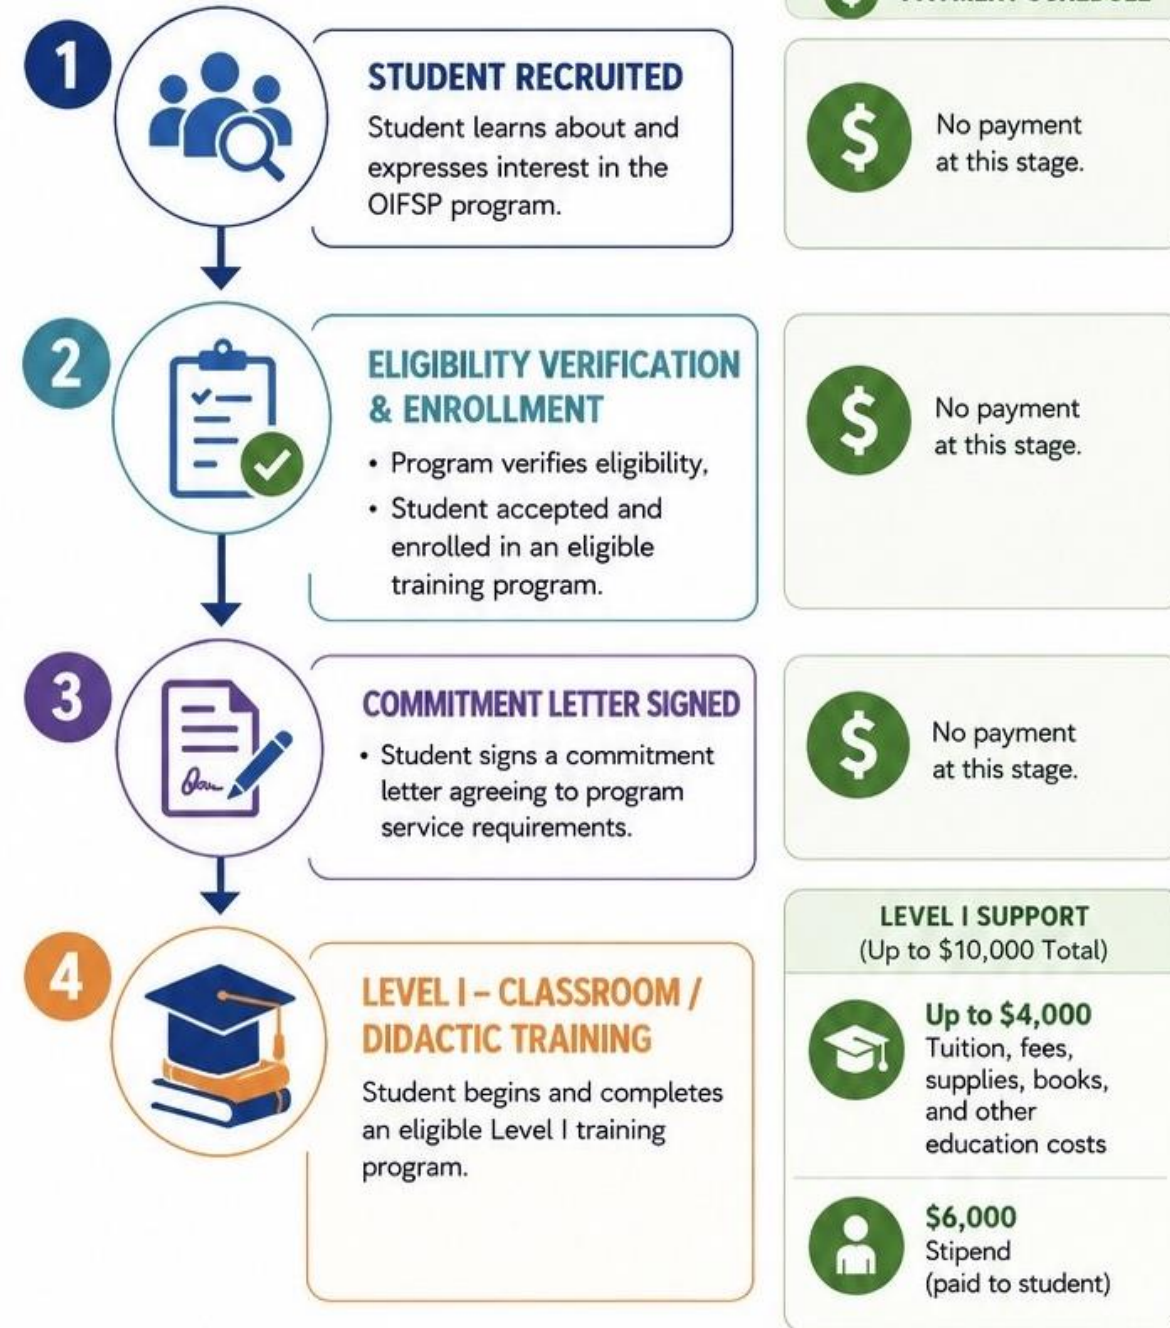 PAYMENT SCHEDULE
1
STUDENT RECRUITED
Student learns about and
expresses interest in the
OIFSP program.
$
No payment
at this stage.
2
ELIGIBILITY VERIFICATION
& ENROLLMENT
• Program verifies eligibility,
• Student accepted and
enrolled in an eligible
training program.
$
No payment
at this stage.
3
COMMITMENT LETTER SIGNED
• Student signs a commitment
letter agreeing to program
service requirements.
$
No payment
at this stage.
4
LEVEL I – CLASSROOM /
DIDACTIC TRAINING
Student begins and completes
an eligible Level I training
program.
LEVEL I SUPPORT
(Up to $10,000 Total)
Up to $4,000
Tuition, fees,
supplies, books,
and other
education costs
$6,000
Stipend
(paid to student)